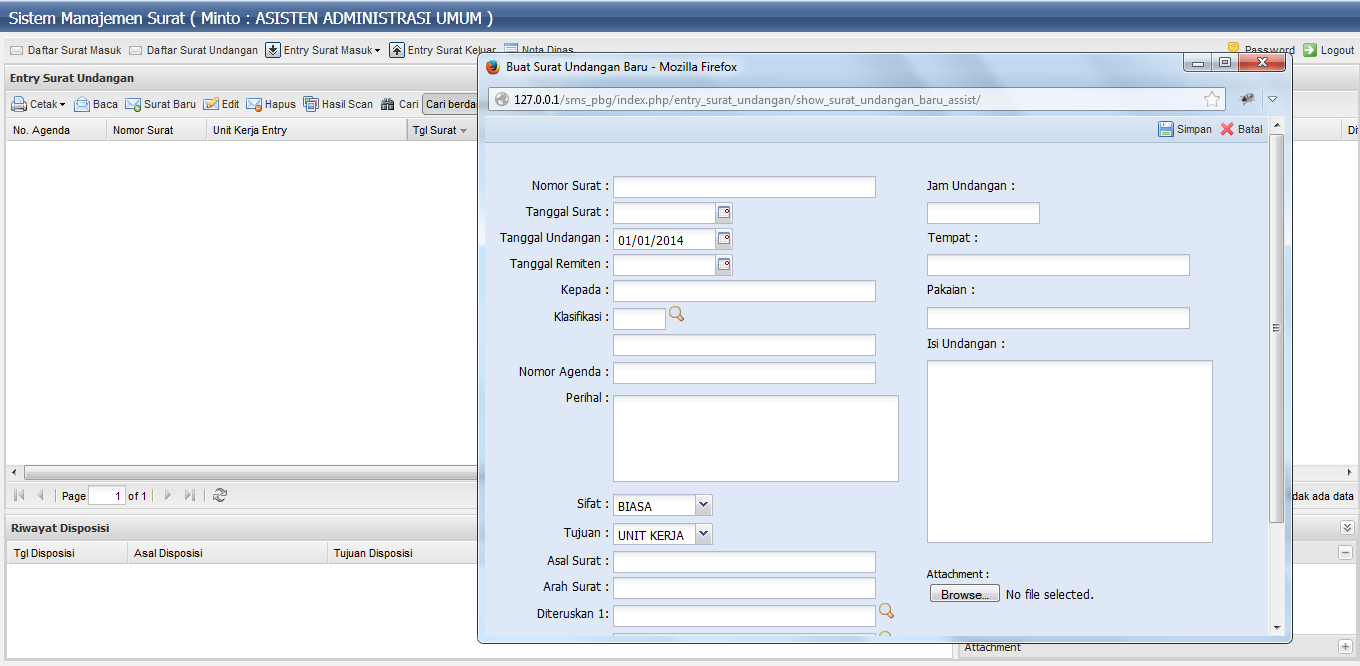 Sistem Manajemen Surat ( Minto : ASISTEN ADMINISTRASI UMUM )
Daftar Surat Masuk Daftar Surat Undangan Entry Surat Masuk Entry Surat Keluar Nota Dinas Password Logout
Entry Surat Undangan
Cetak Baca Surat Baru Edit Hapus Hasil Scan Cari Cari berda
No. Agenda Nomor Surat Unit Kerja Entry Tgl Surat Di
Page 1 of 1 dak ada data
Riwayat Disposisi
Tgl Disposisi Asal Disposisi Tujuan Disposisi
Attachment
Buat Surat Undangan Baru - Mozilla Firefox
127.0.0.1/sms_pbg/index.php/entry_surat_undangan/show_surat_undangan_baru_assist/
Simpan Batal
Nomor Surat :
Tanggal Surat :
Tanggal Undangan : 01/01/2014
Tanggal Remiten :
Kepada :
Klasifikasi :
Nomor Agenda :
Perihal :
Sifat : BIASA
Tujuan : UNIT KERJA
Asal Surat :
Arah Surat :
Diteruskan 1:
Jam Undangan :
Tempat :
Pakaian :
Isi Undangan :
Attachment :
Browse... No file selected.